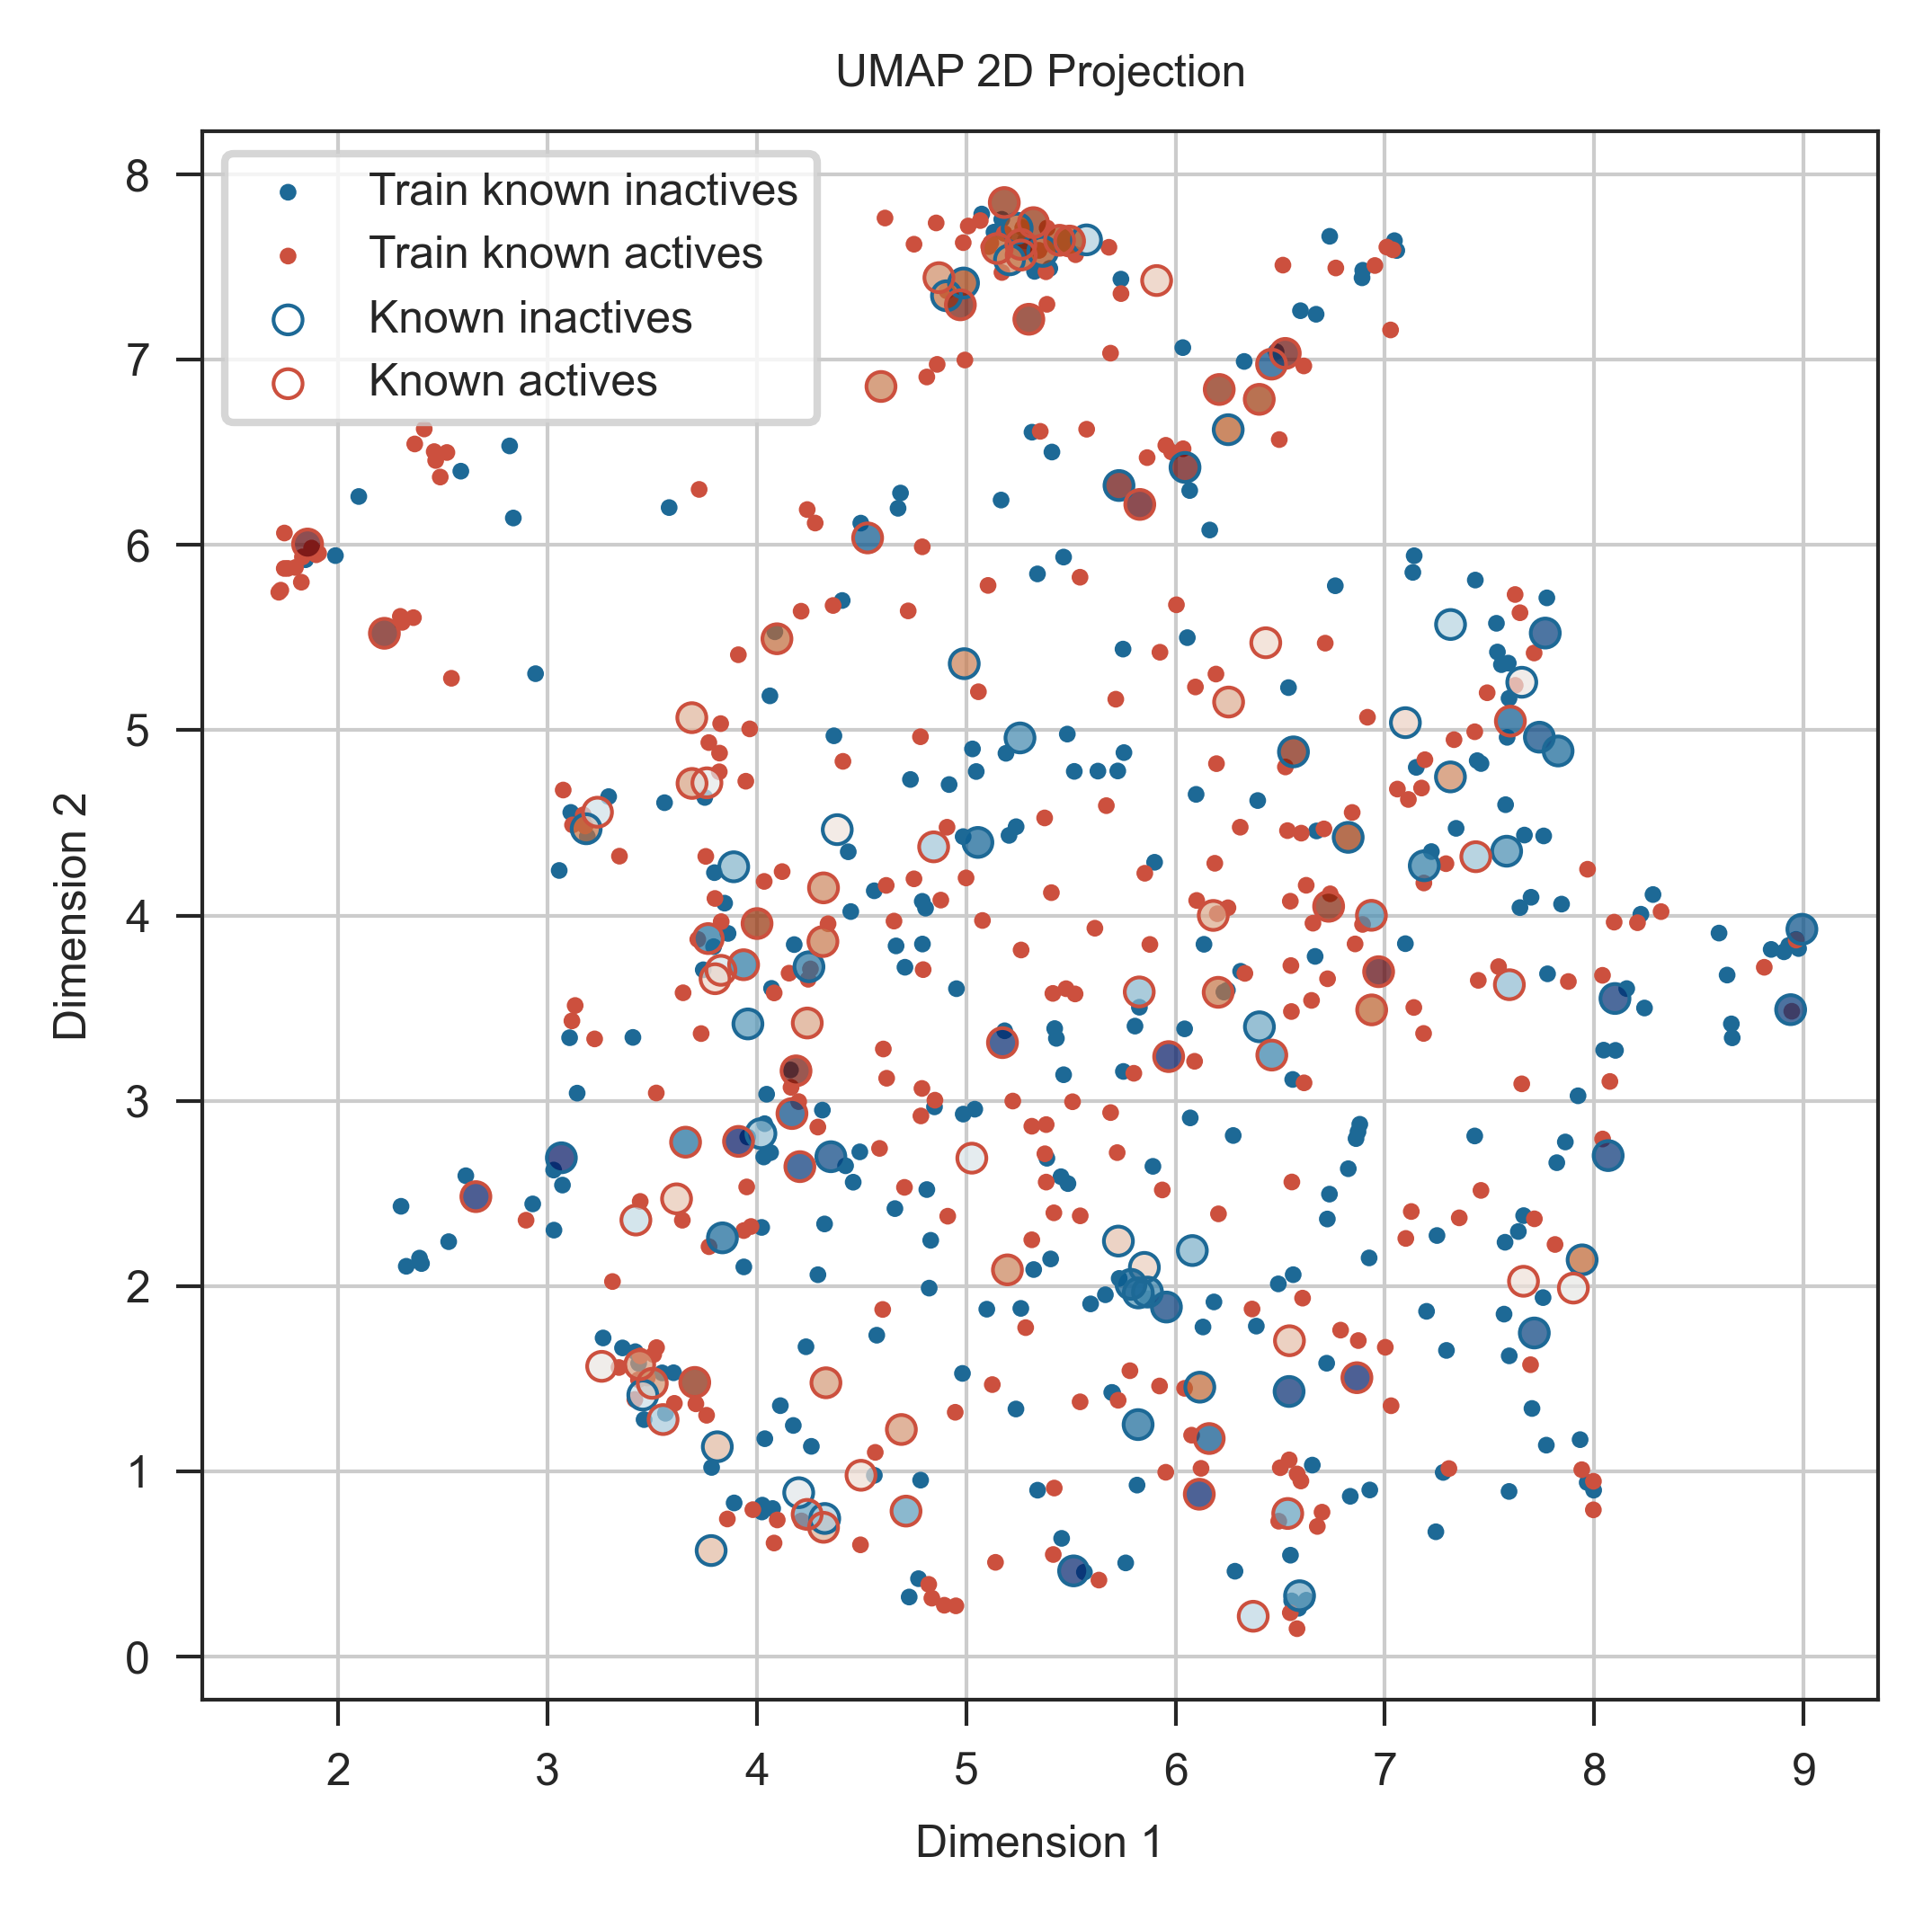 UMAP 2D Projection
Train known inactives
Train known actives
Known inactives
Known actives
8
7
6
5
4
3
2
1
0
Dimension 2
2 3 4 5 6 7 8 9
Dimension 1